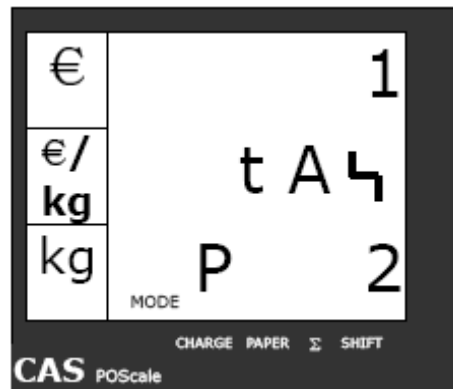 € 1
€/ t A
kg
kg P 2
MODE
CHARGE PAPER Σ SHIFT
CAS POScale